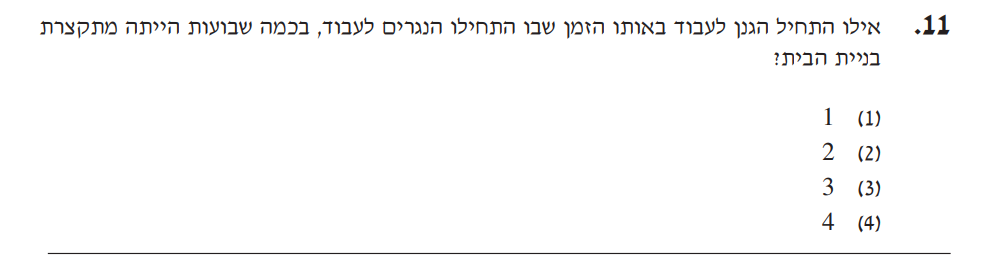 11. אילו התחיל הגנן לעבוד באותו הזמן שבו התחילו הנגרים לעבוד, בכמה שבועות הייתה מתקצרת
בניית הבית?
(1) 1
(2) 2
(3) 3
(4) 4